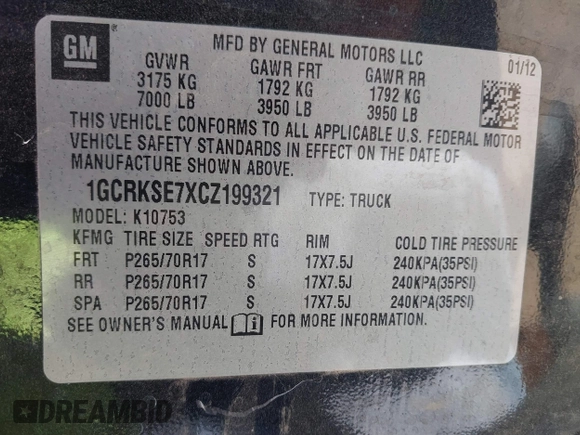 GM
MFD BY GENERAL MOTORS LLC
01/12
GVWR GAWR FRT GAWR RR
3175 KG 1792 KG 1792 KG
7000 LB 3950 LB 3950 LB
THIS VEHICLE CONFORMS TO ALL APPLICABLE U.S. FEDERAL MOTOR
VEHICLE SAFETY STANDARDS IN EFFECT ON THE DATE OF
MANUFACTURE SHOWN ABOVE.
1GCRKSE7XCZ199321 TYPE: TRUCK
MODEL: K10753
KFMG TIRE SIZE SPEED RTG RIM COLD TIRE PRESSURE
FRT P265/70R17 S 17X7.5J 240KPA(35PSI)
RR P265/70R17 S 17X7.5J 240KPA(35PSI)
SPA P265/70R17 S 17X7.5J 240KPA(35PSI)
SEE OWNER'S MANUAL FOR MORE INFORMATION.
DREAMBID